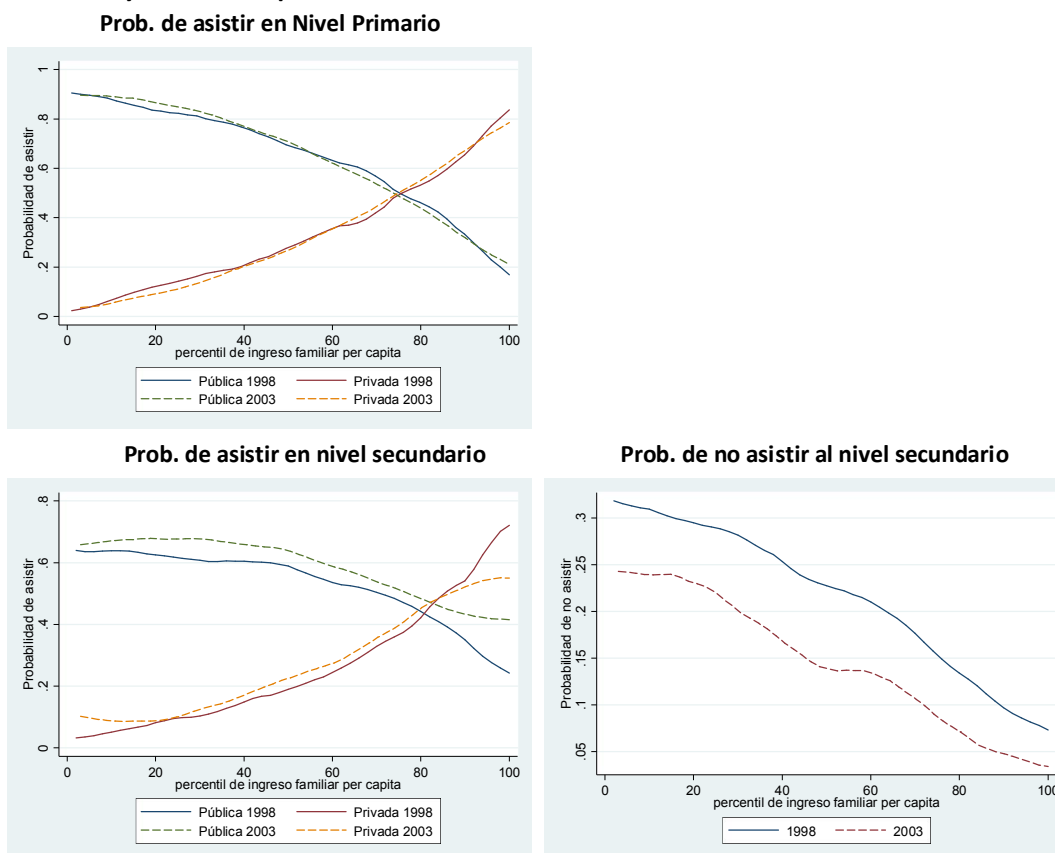 Prob. de asistir en Nivel Primario
Probabilidad de asistir
0 .2 .4 .6 .8 1
0 20 40 60 80 100
percentil de ingreso familiar per capita
Pública 1998 Privada 1998
Pública 2003 Privada 2003
Prob. de asistir en nivel secundario
Probabilidad de asistir
0 .2 .4 .6 .8
0 20 40 60 80 100
percentil de ingreso familiar per capita
Pública 1998 Privada 1998
Pública 2003 Privada 2003
Prob. de no asistir al nivel secundario
Probabilidad de no asistir
.05 .1 .15 .2 .25 .3
0 20 40 60 80 100
percentil de ingreso familiar per capita
1998 2003